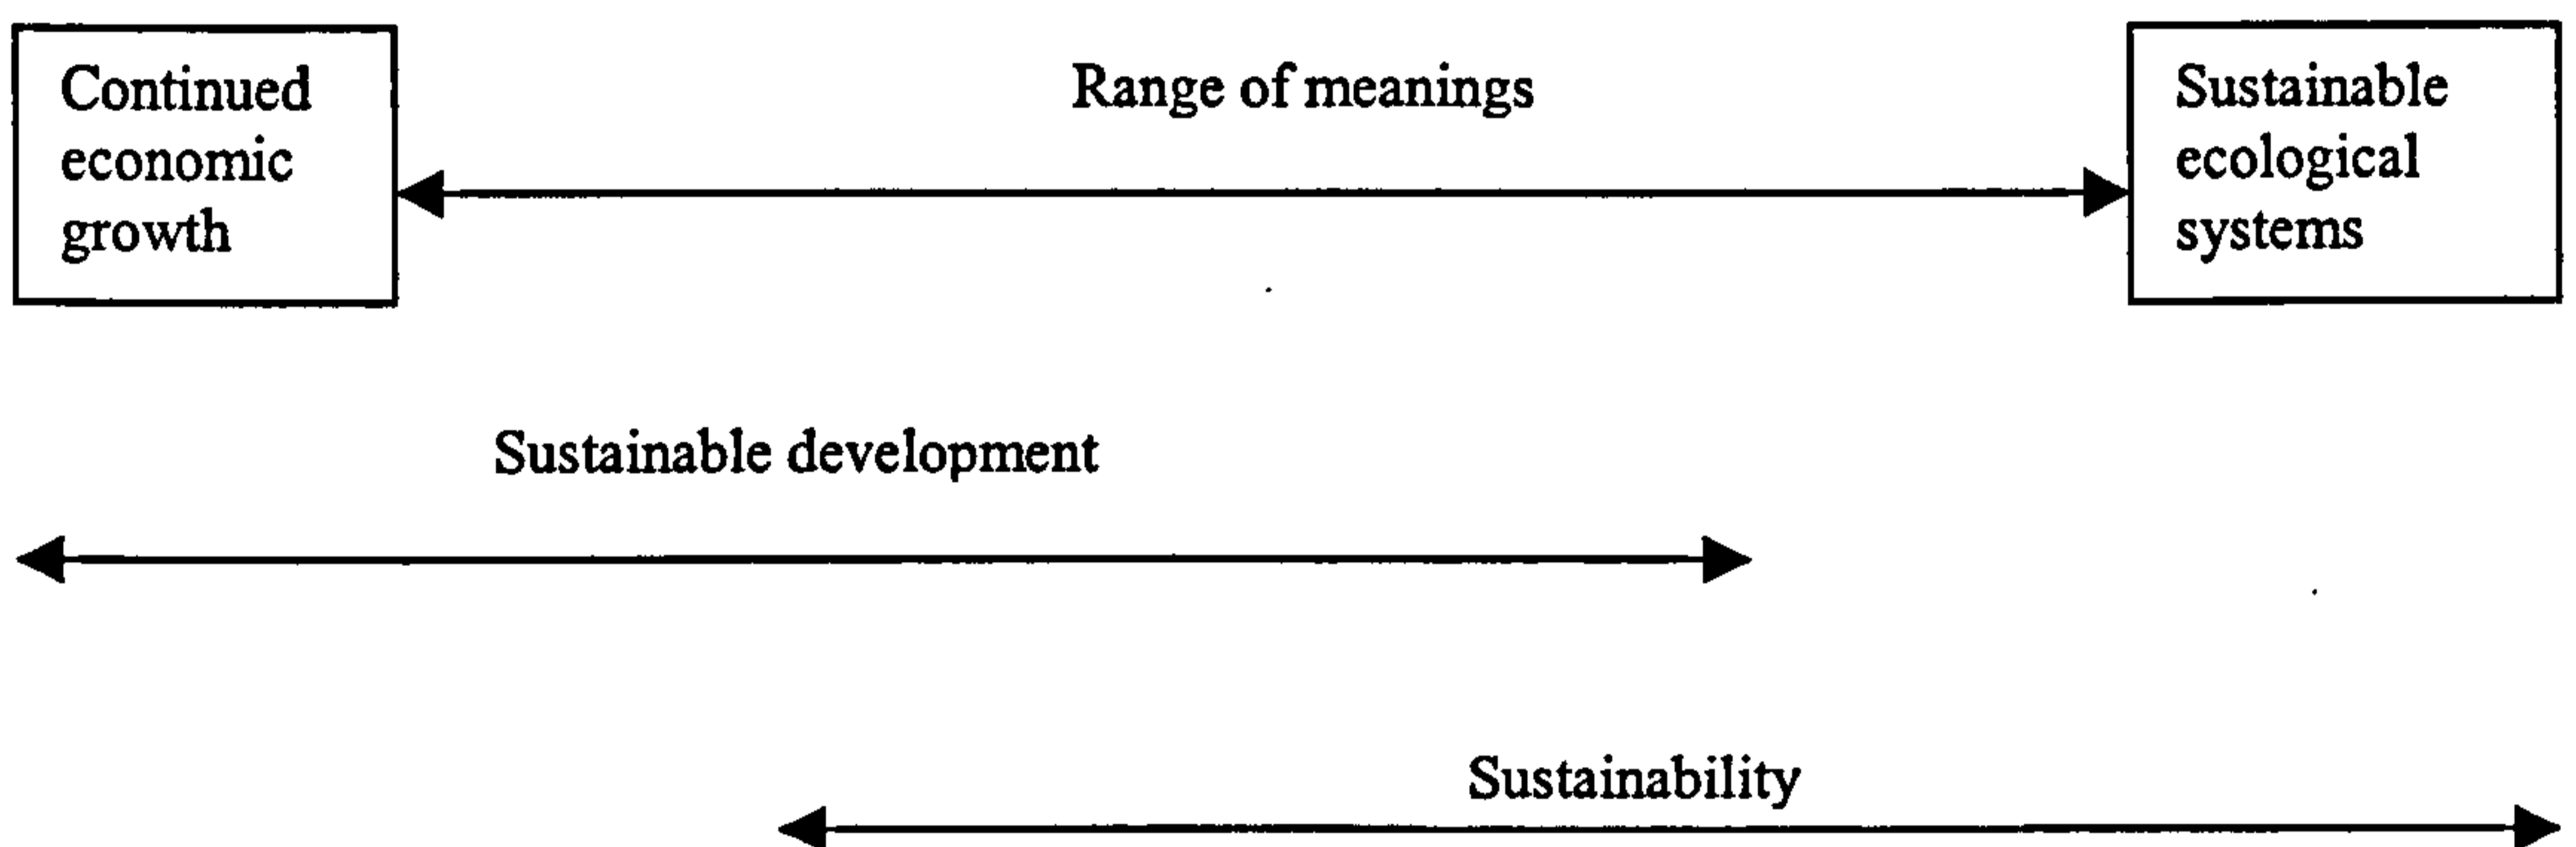 Continued
economic
growth
Range of meanings
Sustainable
ecological
systems
Sustainable development
Sustainability